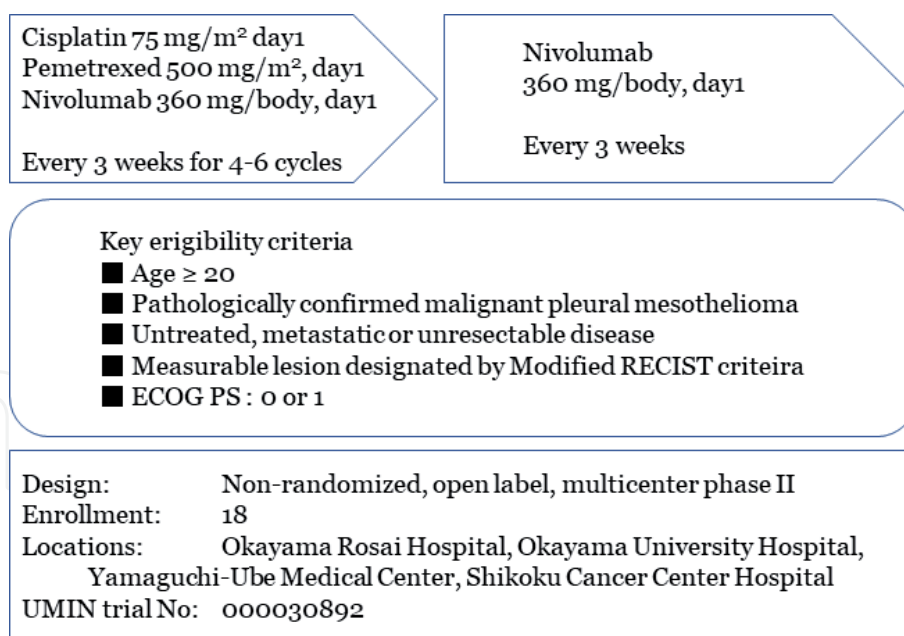 Cisplatin 75 mg/m² day1
Pemetrexed 500 mg/m², day1
Nivolumab 360 mg/body, day1
Every 3 weeks for 4-6 cycles
Nivolumab
360 mg/body, day1
Every 3 weeks
Key erigibility criteria
■ Age ≥ 20
■ Pathologically confirmed malignant pleural mesothelioma
■ Untreated, metastatic or unresectable disease
■ Measurable lesion designated by Modified RECIST criteira
■ ECOG PS : 0 or 1
Design: Non-randomized, open label, multicenter phase II
Enrollment: 18
Locations: Okayama Rosai Hospital, Okayama University Hospital,
Yamaguchi-Ube Medical Center, Shikoku Cancer Center Hospital
UMIN trial No: 000030892